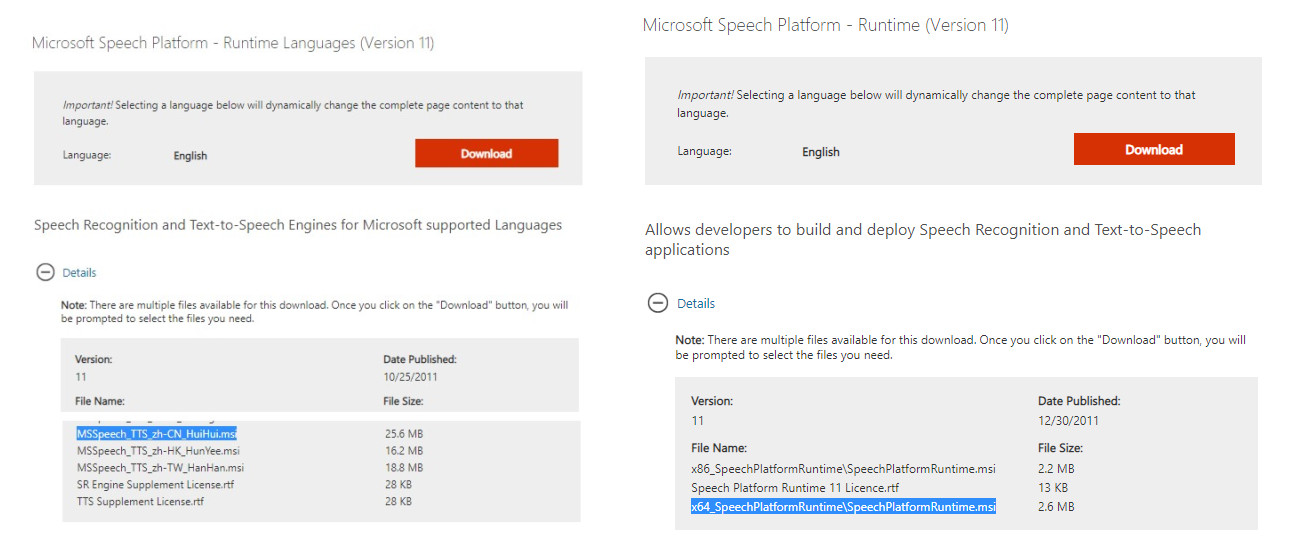 Microsoft Speech Platform - Runtime Languages (Version 11)
Important! Selecting a language below will dynamically change the complete page content to that
language.
Language:
English
Download
Speech Recognition and Text-to-Speech Engines for Microsoft supported Languages
Details
Note: There are multiple files available for this download. Once you click on the "Download" button, you will
be prompted to select the files you need.
Version:
Date Published:
11
10/25/2011
File Name:
File Size:
MSSpeech_TTS_zh-CN_HuiHui.msi
25.6 MB
MSSpeech_TTS_zh-HK_HunYee.msi
16.2 MB
MSSpeech_TTS_zh-TW_HanHan.msi
18.8 MB
SR Engine Supplement License.rtf
28 KB
TTS Supplement License.rtf
28 KB
Microsoft Speech Platform - Runtime (Version 11)
Important! Selecting a language below will dynamically change the complete page content to that
language.
Language:
English
Download
Allows developers to build and deploy Speech Recognition and Text-to-Speech
applications
Details
Note: There are multiple files available for this download. Once you click on the "Download" button, you will
be prompted to select the files you need.
Version:
Date Published:
11
12/30/2011
File Name:
File Size:
x86_SpeechPlatformRuntime\SpeechPlatformRuntime.msi
2.2 MB
Speech Platform Runtime 11 Licence.rtf
13 KB
x64_SpeechPlatformRuntime\SpeechPlatformRuntime.msi
2.6 MB